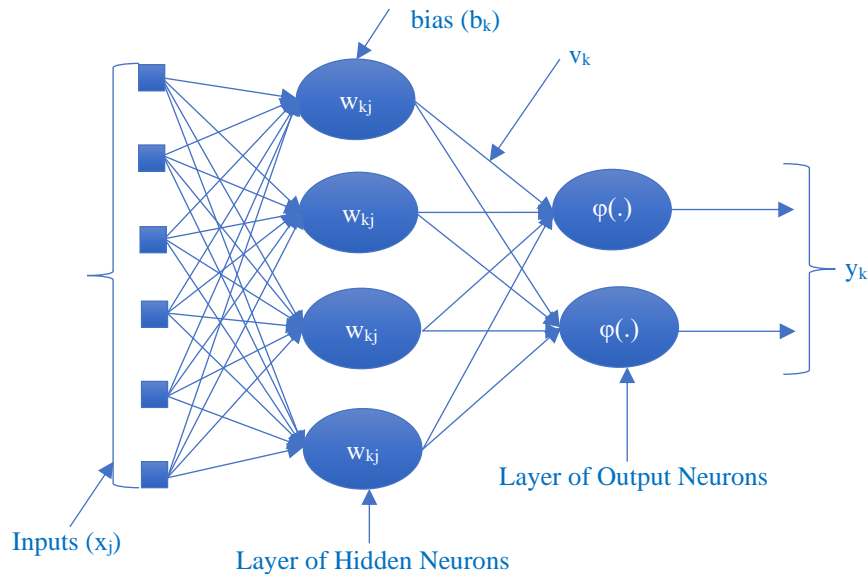 bias (bₖ)
vₖ
wₖⱼ
wₖⱼ
φ(.)
yₖ
wₖⱼ
φ(.)
wₖⱼ
Layer of Output Neurons
Inputs (xⱼ)
Layer of Hidden Neurons